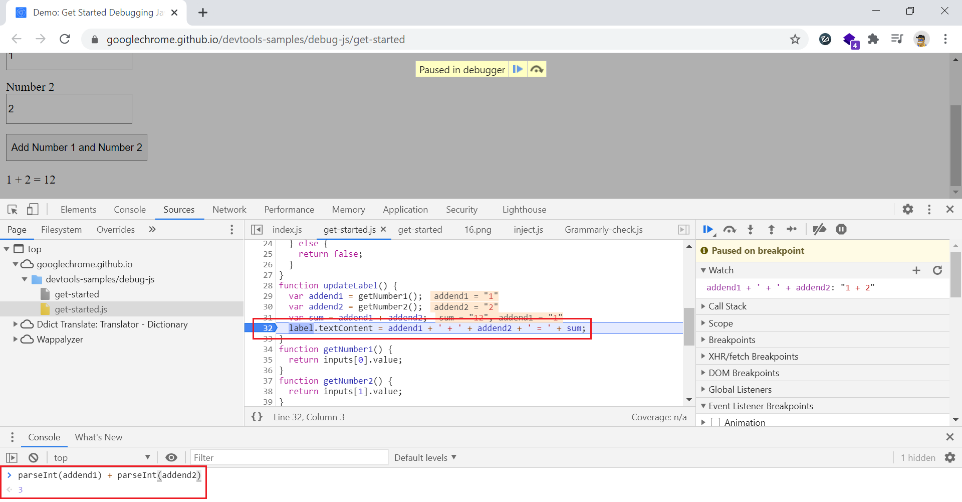 Demo: Get Started Debugging Ja
googlechrome.github.io/devtools-samples/debug-js/get-started
4
1
Paused in debugger
Number 2
2
Add Number 1 and Number 2
1 + 2 = 12
Elements Console Sources Network Performance Memory Application Security Lighthouse
Page Filesystem Overrides »
index.js get-started.js × get-started 16.png inject.js Grammarly-check.js
top
googlechrome.github.io
devtools-samples/debug-js
get-started
get-started.js
Ddict Translate: Translator - Dictionary
Wappalyzer
24 } else {
25 return false;
26 }
27 }
28 function updateLabel() {
29 var addend1 = getNumber1(); addend1 = "1"
30 var addend2 = getNumber2(); addend2 = "2"
31 var sum = addend1 + addend2; sum = "12", addend1 = "1"
32 label.textContent = addend1 + ' + ' + addend2 + ' = ' + sum;
33 }
34 function getNumber1() {
35 return inputs[0].value;
36 }
37 function getNumber2() {
38 return inputs[1].value;
39 }
{} Line 32, Column 3 Coverage: n/a
Paused on breakpoint
Watch
addend1 + ' + ' + addend2: "1 + 2"
Call Stack
Scope
Breakpoints
XHR/fetch Breakpoints
DOM Breakpoints
Global Listeners
Event Listener Breakpoints
Animation
Console What's New
top Filter Default levels 1 hidden
> parseInt(addend1) + parseInt(addend2)
3